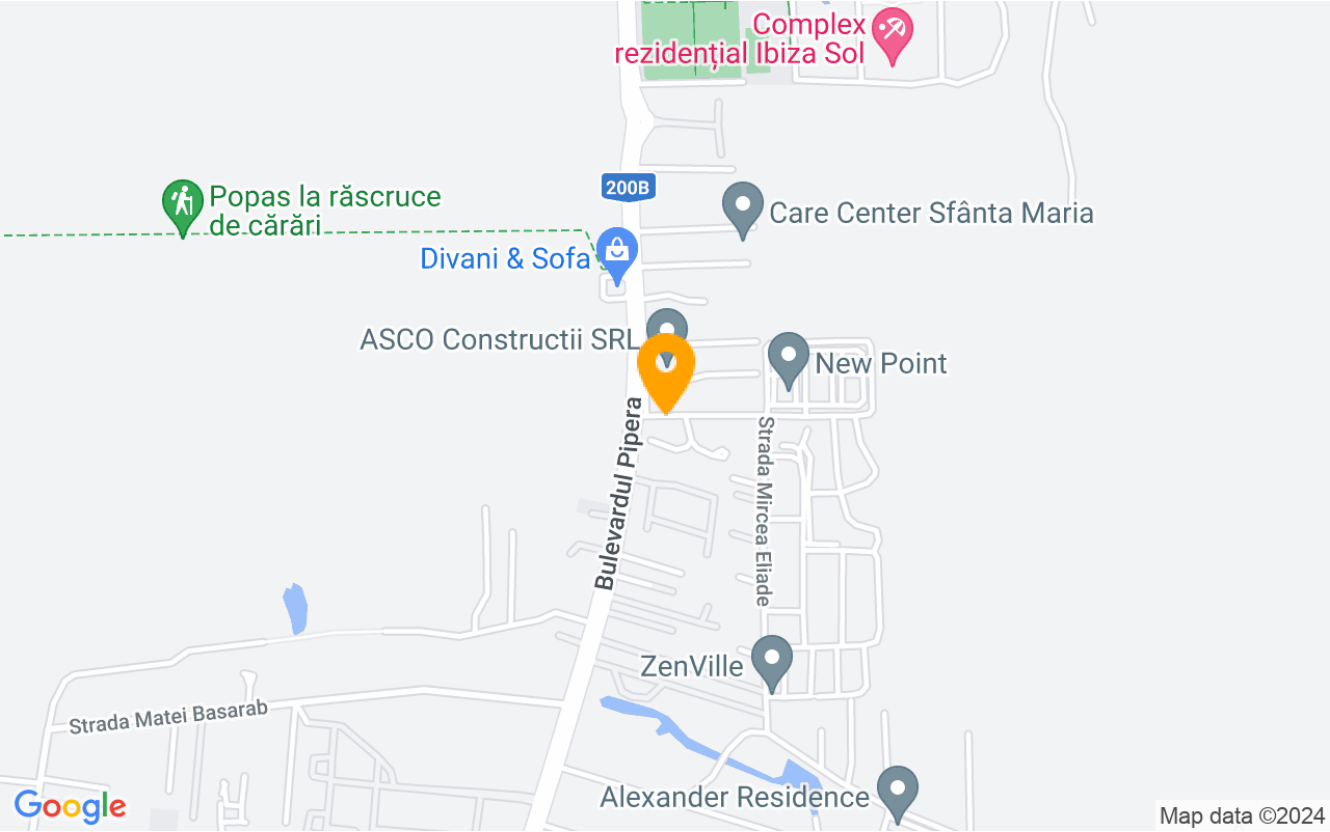 Complex
rezidențial Ibiza Sol
200B
Popas la răscruce
de cărări
Care Center Sfânta Maria
Divani & Sofa
ASCO Constructii SRL
New Point
Bulevardul Pipera
Strada Mircea Eliade
ZenVille
Strada Matei Basarab
Alexander Residence
Google
Map data ©2024